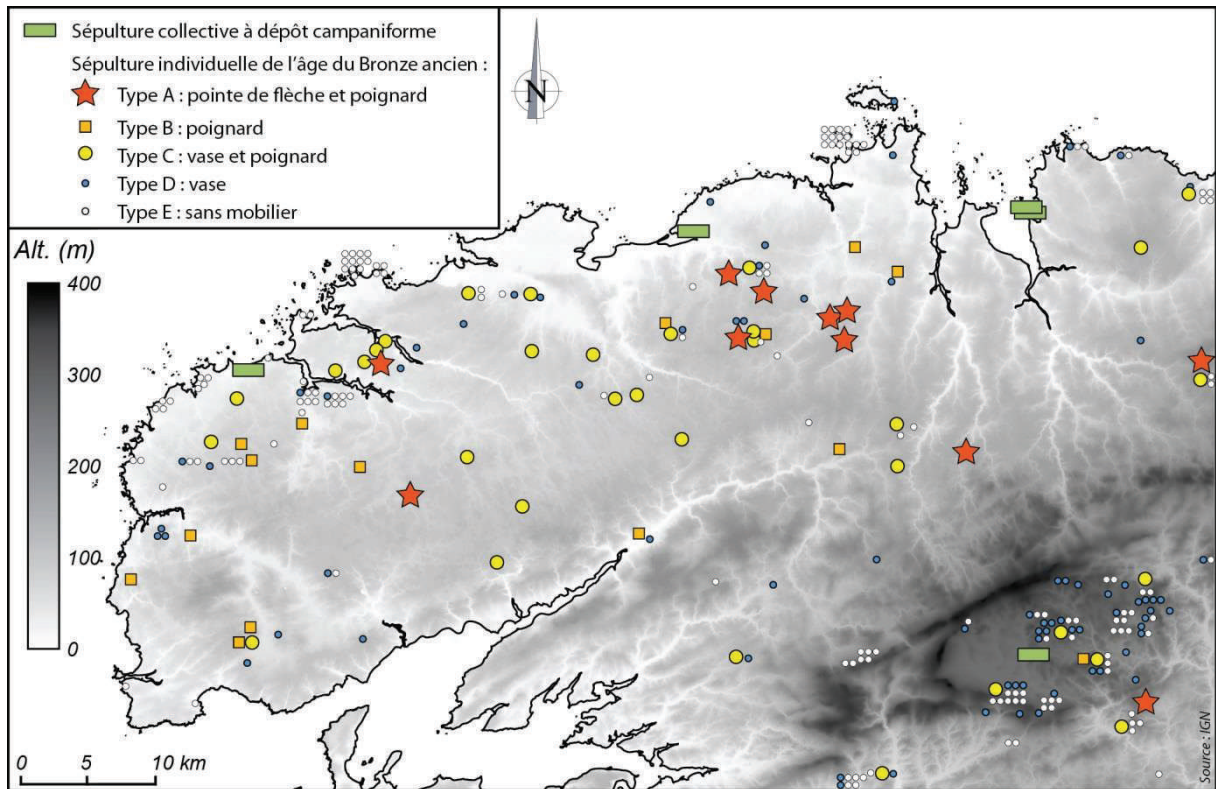 Sépulture collective à dépôt campaniforme
Sépulture individuelle de l'âge du Bronze ancien :
Type A : pointe de flèche et poignard
Type B : poignard
Type C : vase et poignard
Type D : vase
Type E : sans mobilier
N
Alt. (m)
400
300
200
100
0
0 5 10 km
Source : IGN